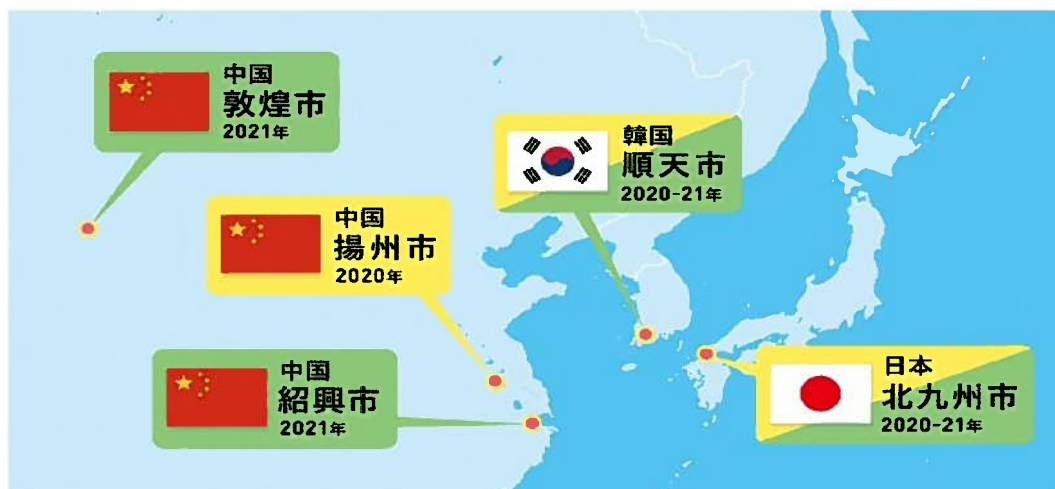 中国
敦煌市
2021年
韓国
順天市
2020-21年
中国
揚州市
2020年
中国
紹興市
2021年
日本
北九州市
2020-21年